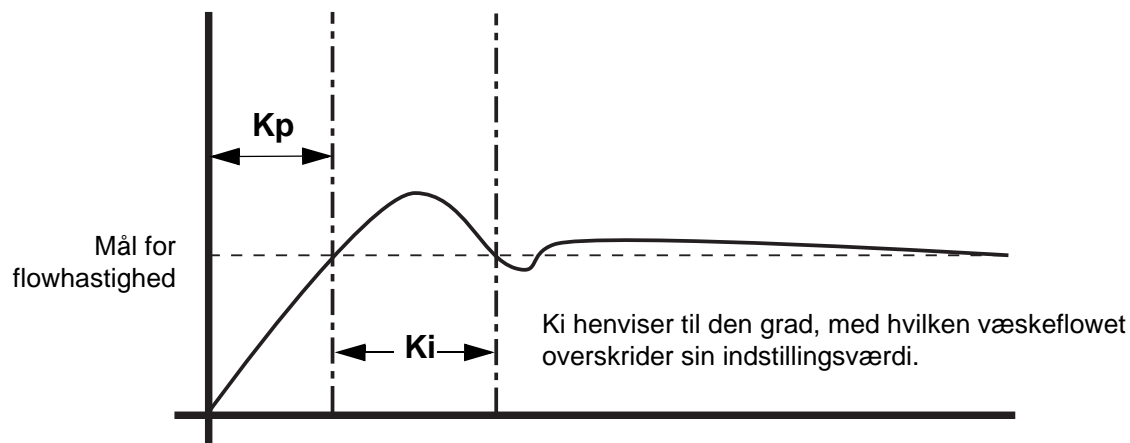 Kp
Mål for
flowhastighed
Ki
Ki henviser til den grad, med hvilken væskeflowet
overskrider sin indstillingsværdi.